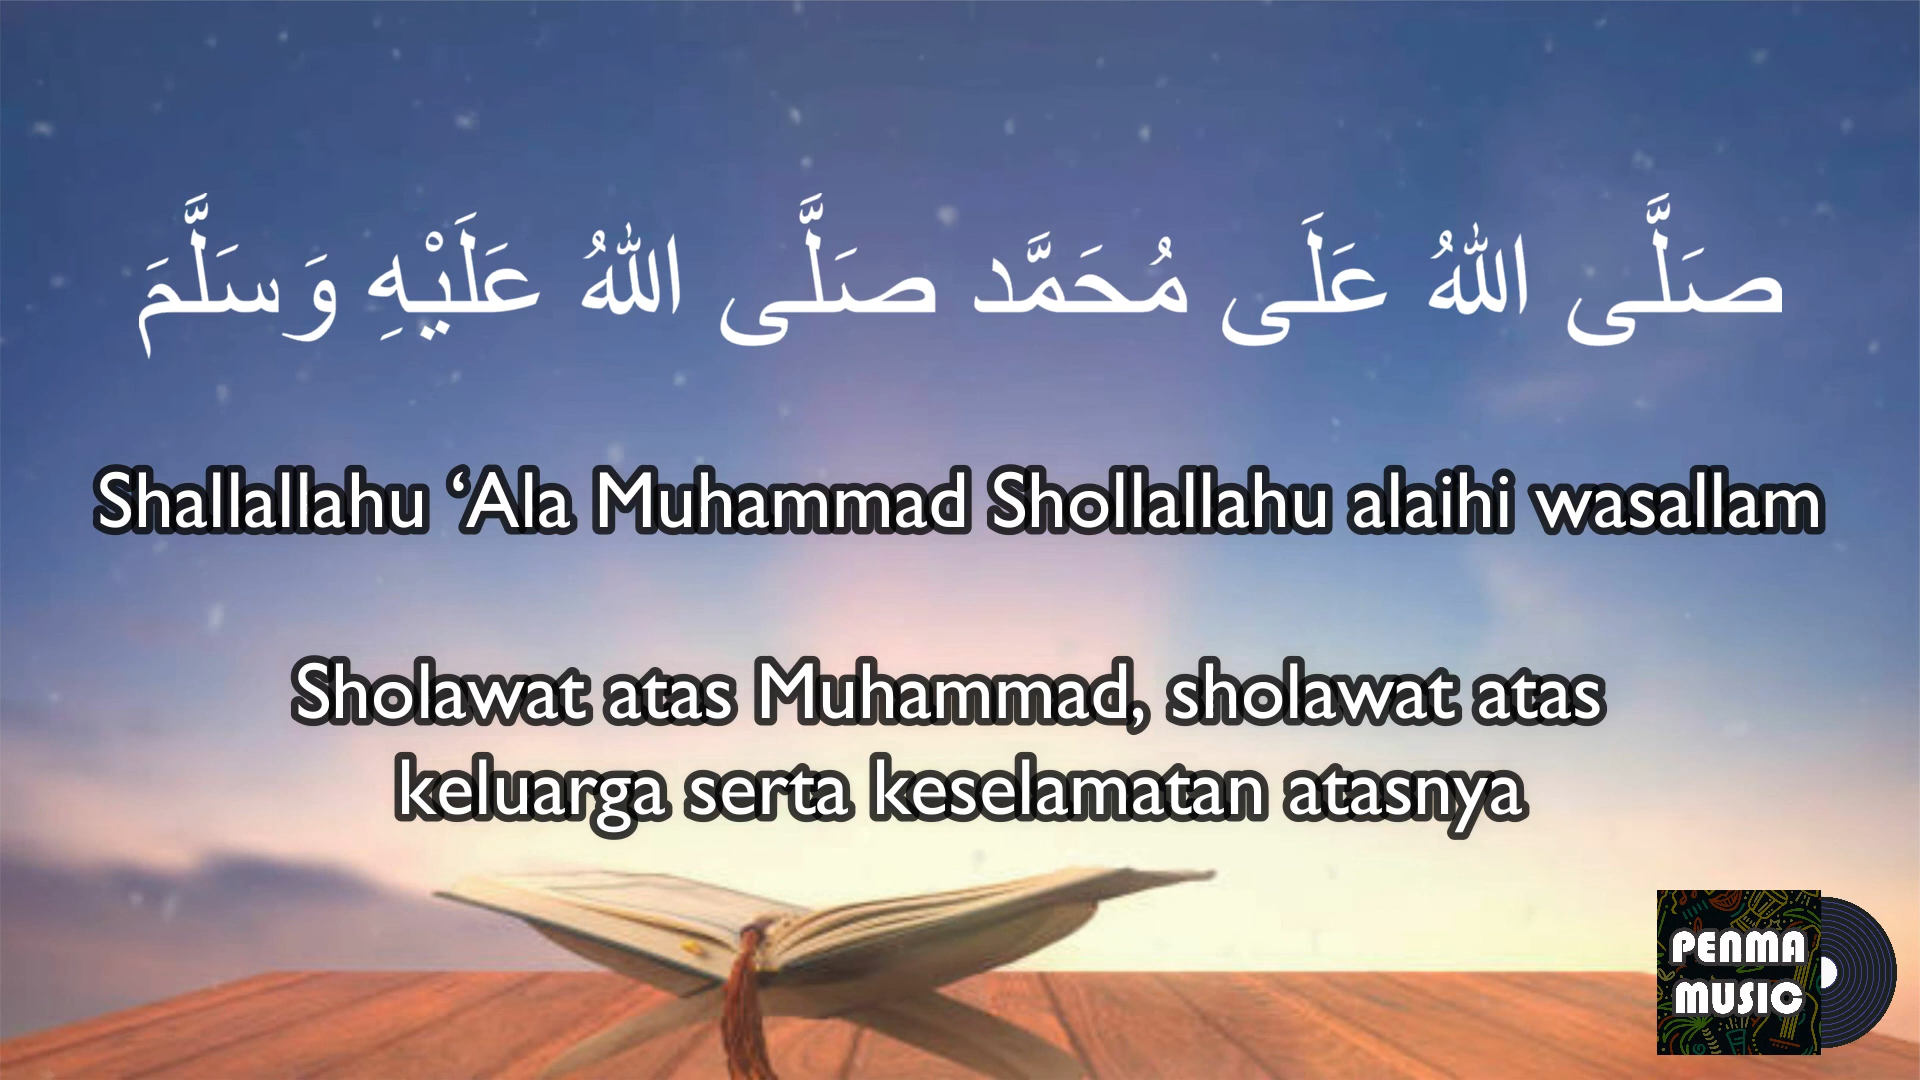 صَلَّى اللهُ عَلَى مُحَمَّد صَلَّى اللهُ عَلَيْهِ وَسَلَّمَ
Shallallahu ‘Ala Muhammad Shollallahu alaihi wasallam
Sholawat atas Muhammad, sholawat atas
keluarga serta keselamatan atasnya
PENMA
MUSIC